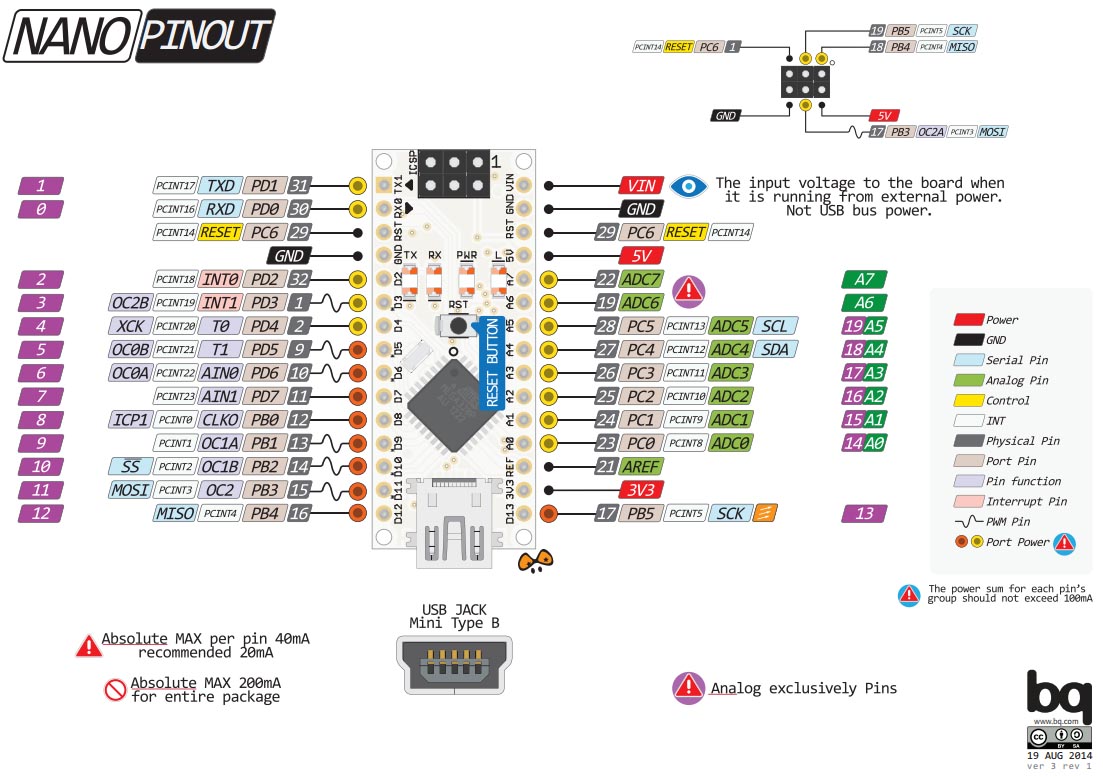 NANO PINOUT
19 PB5 PCINT5 SCK
PCINT14 RESET PC6 1
18 PB4 PCINT4 MISO
GND
5V
17 PB3 OC2A PCINT3 MOSI
ICSP
1
1 PCINT17 TXD PD1 31 TX1
0 PCINT16 RXD PD0 30 RX0
PCINT14 RESET PC6 29 RST
GND GND
2 PCINT18 INT0 PD2 32 D2
3 OC2B PCINT19 INT1 PD3 1 D3
4 XCK PCINT20 T0 PD4 2 D4
5 OC0B PCINT21 T1 PD5 9 D5
6 OC0A PCINT22 AIN0 PD6 10 D6
7 PCINT23 AIN1 PD7 11 D7
8 ICP1 PCINT0 CLKO PB0 12 D8
9 PCINT1 OC1A PB1 13 D9
10 SS PCINT2 OC1B PB2 14 D10
11 MOSI PCINT3 OC2 PB3 15 D11
12 MISO PCINT4 PB4 16 D12
TX RX PWR L
RST
RESET BUTTON
VIN VIN
GND GND
RST 29 PC6 RESET PCINT14
5V 5V
A7 22 ADC7 A7
A6 19 ADC6 A6
A5 28 PC5 PCINT13 ADC5 SCL 19 A5
A4 27 PC4 PCINT12 ADC4 SDA 18 A4
A3 26 PC3 PCINT11 ADC3 17 A3
A2 25 PC2 PCINT10 ADC2 16 A2
A1 24 PC1 PCINT9 ADC1 15 A1
A0 23 PC0 PCINT8 ADC0 14 A0
REF 21 AREF
3V3 3V3
D13 17 PB5 PCINT5 SCK 13
The input voltage to the board when
it is running from external power.
Not USB bus power.
Power
GND
Serial Pin
Analog Pin
Control
INT
Physical Pin
Port Pin
Pin function
Interrupt Pin
PWM Pin
Port Power
The power sum for each pin's
group should not exceed 100mA
USB JACK
Mini Type B
Absolute MAX per pin 40mA
recommended 20mA
Absolute MAX 200mA
for entire package
Analog exclusively Pins
bq
www.bq.com
cc BY SA
19 AUG 2014
ver 3 rev 1